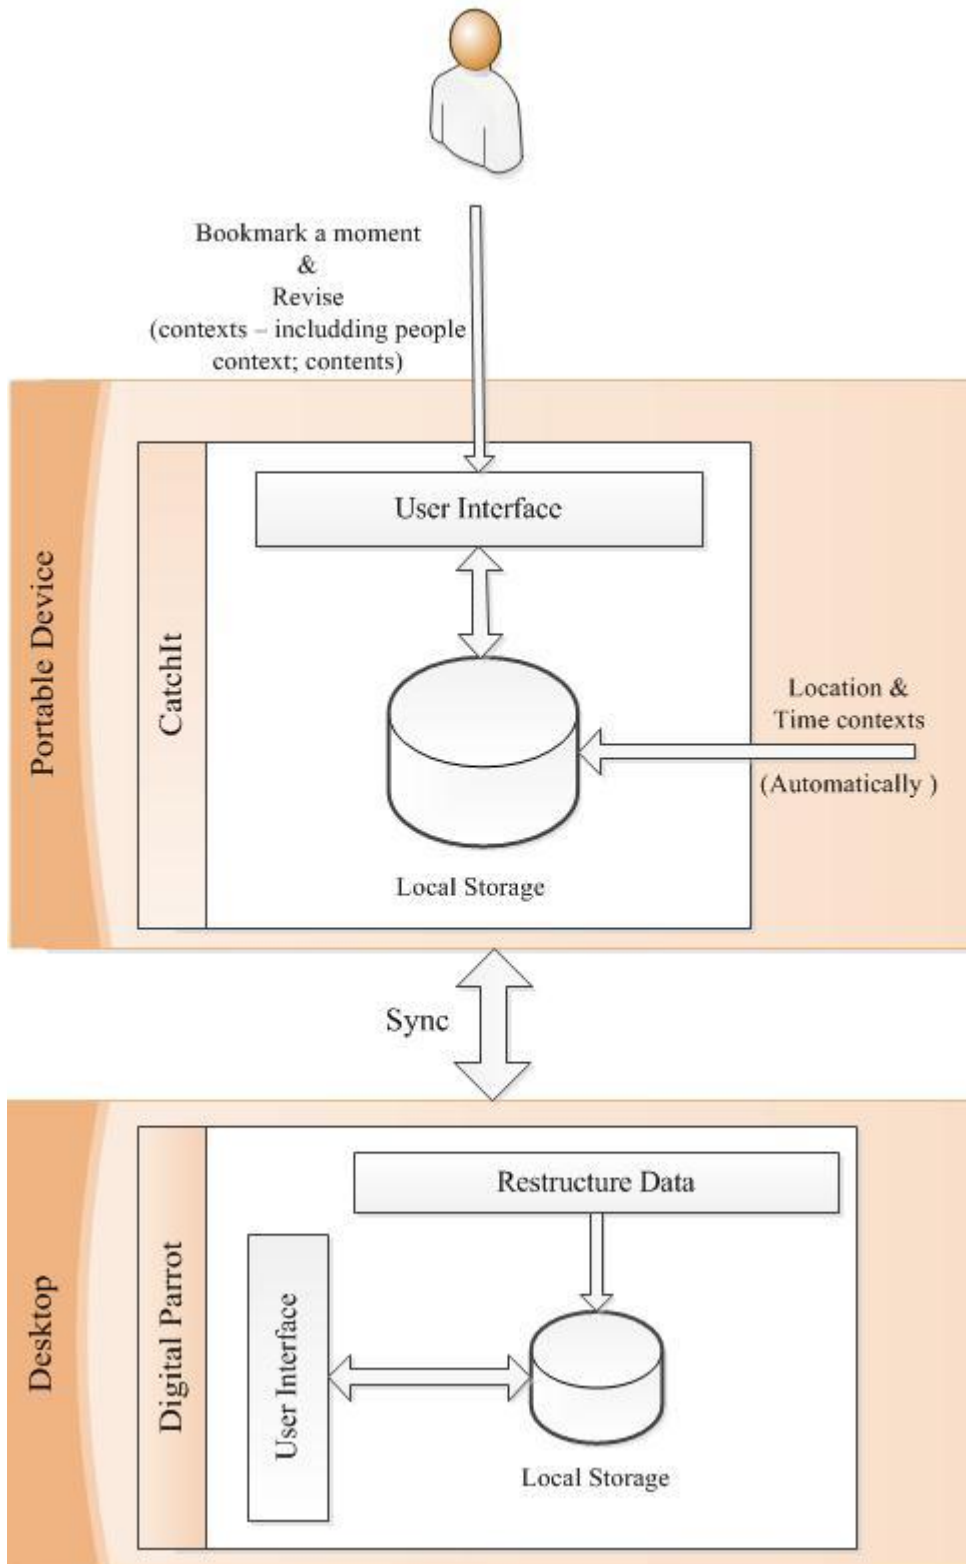 Bookmark a moment
&
Revise
(contexts – includding people
context; contents)
Portable Device
CatchIt
User Interface
Location &
Time contexts
(Automatically )
Local Storage
Sync
Desktop
Digital Parrot
Restructure Data
User Interface
Local Storage